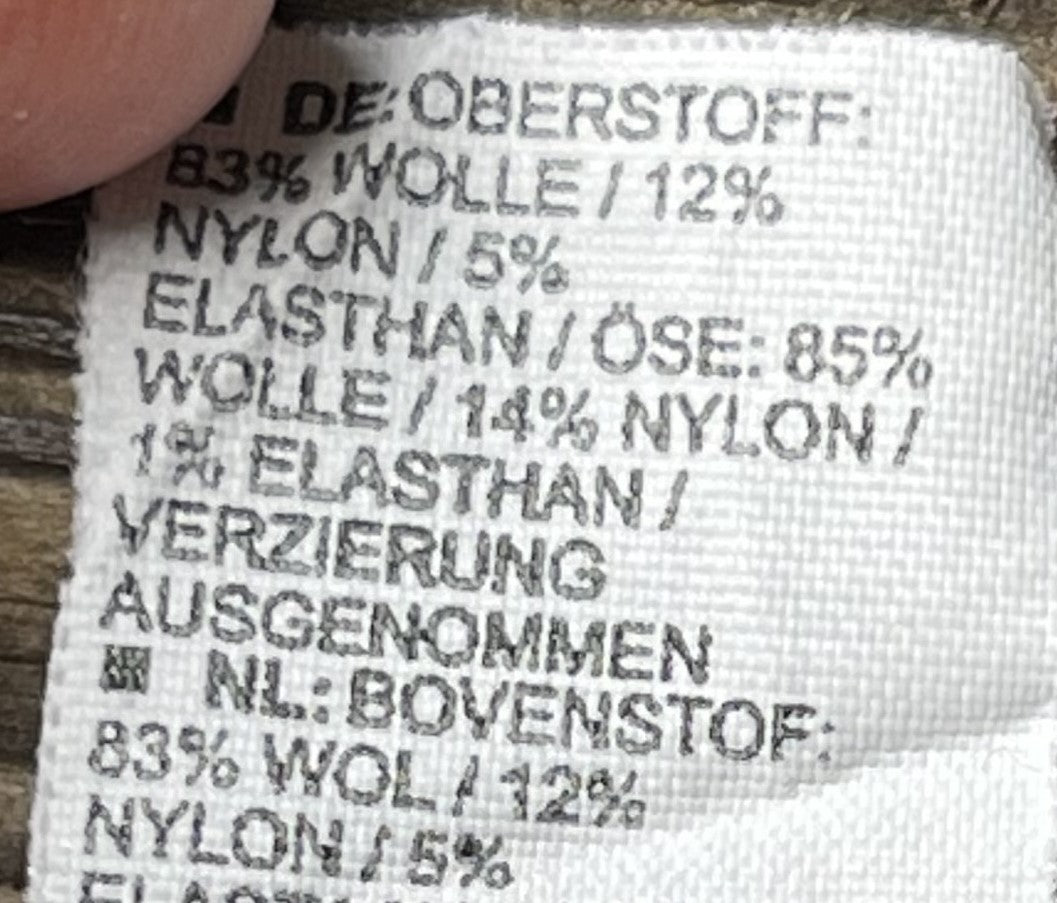 DE: OBERSTOFF:
83% WOLLE / 12%
NYLON / 5%
ELASTHAN / ÖSE: 85%
WOLLE / 14% NYLON /
1% ELASTHAN /
VERZIERUNG
AUSGENOMMEN
NL: BOVENSTOF:
83% WOL / 12%
NYLON / 5%